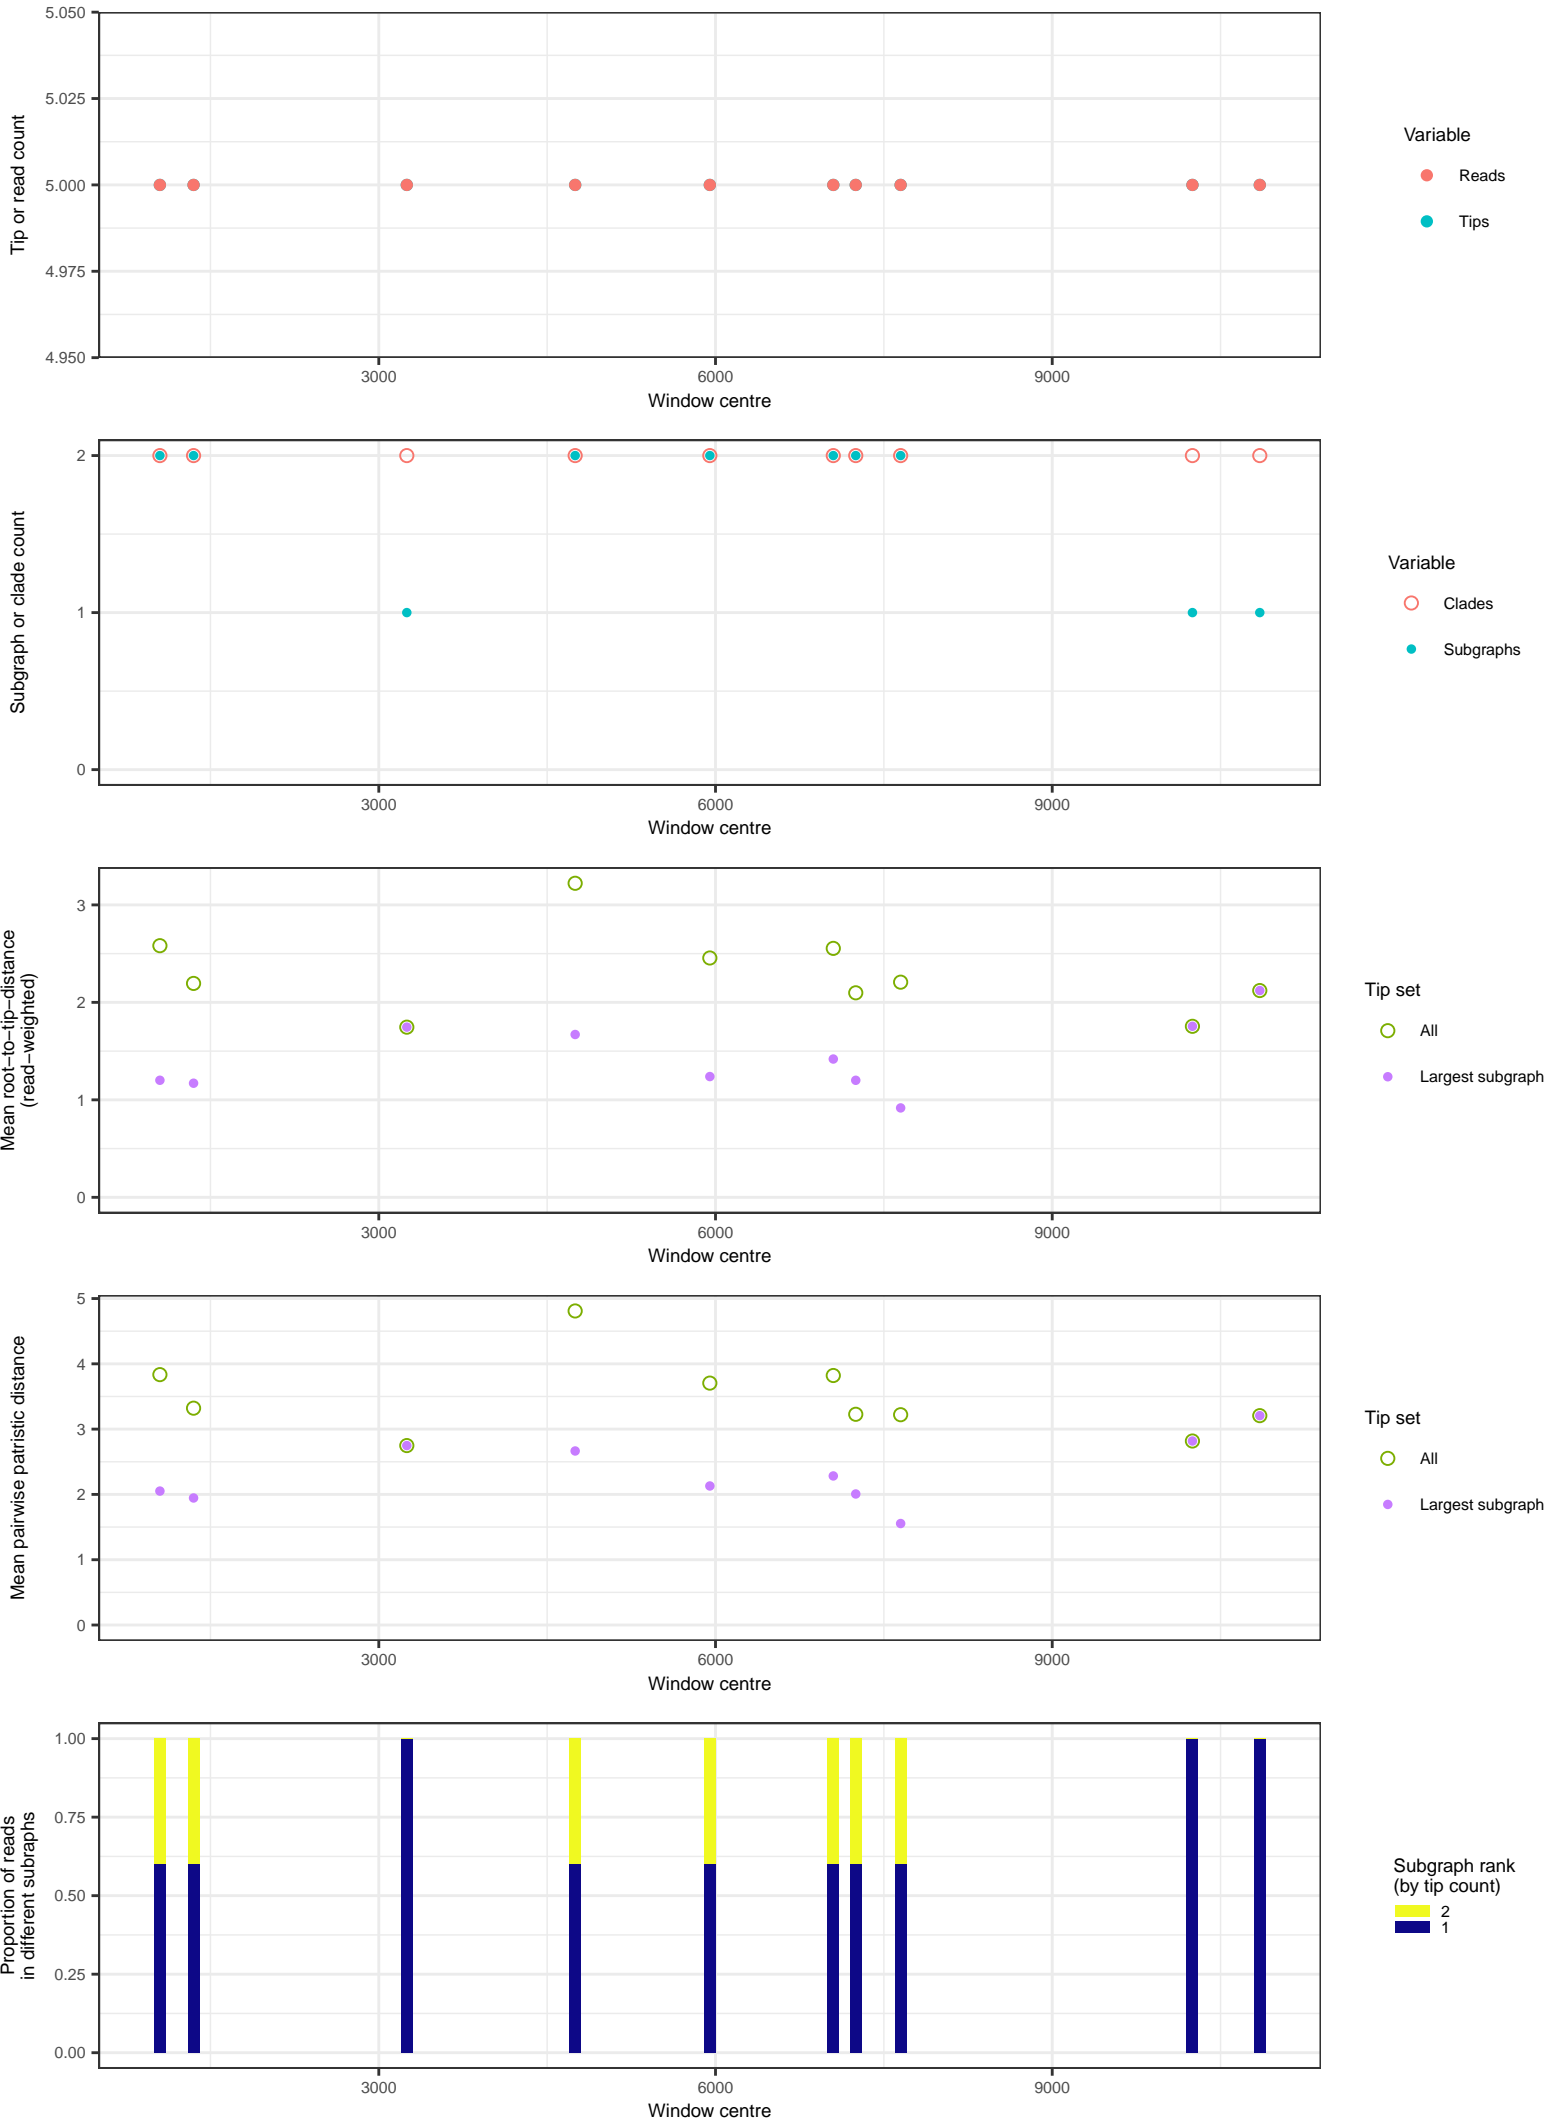 5.050
5.025
5.000
4.975
4.950
Tip or read count
3000 6000 9000
Window centre
Variable
Reads
Tips
2
1
0
Subgraph or clade count
3000 6000 9000
Window centre
Variable
Clades
Subgraphs
3
2
1
0
Mean root−to−tip−distance
(read−weighted)
3000 6000 9000
Window centre
Tip set
All
Largest subgraph
5
4
3
2
1
0
Mean pairwise patristic distance
3000 6000 9000
Window centre
Tip set
All
Largest subgraph
1.00
0.75
0.50
0.25
0.00
Proportion of reads
in different subraphs
3000 6000 9000
Window centre
Subgraph rank
(by tip count)
2
1